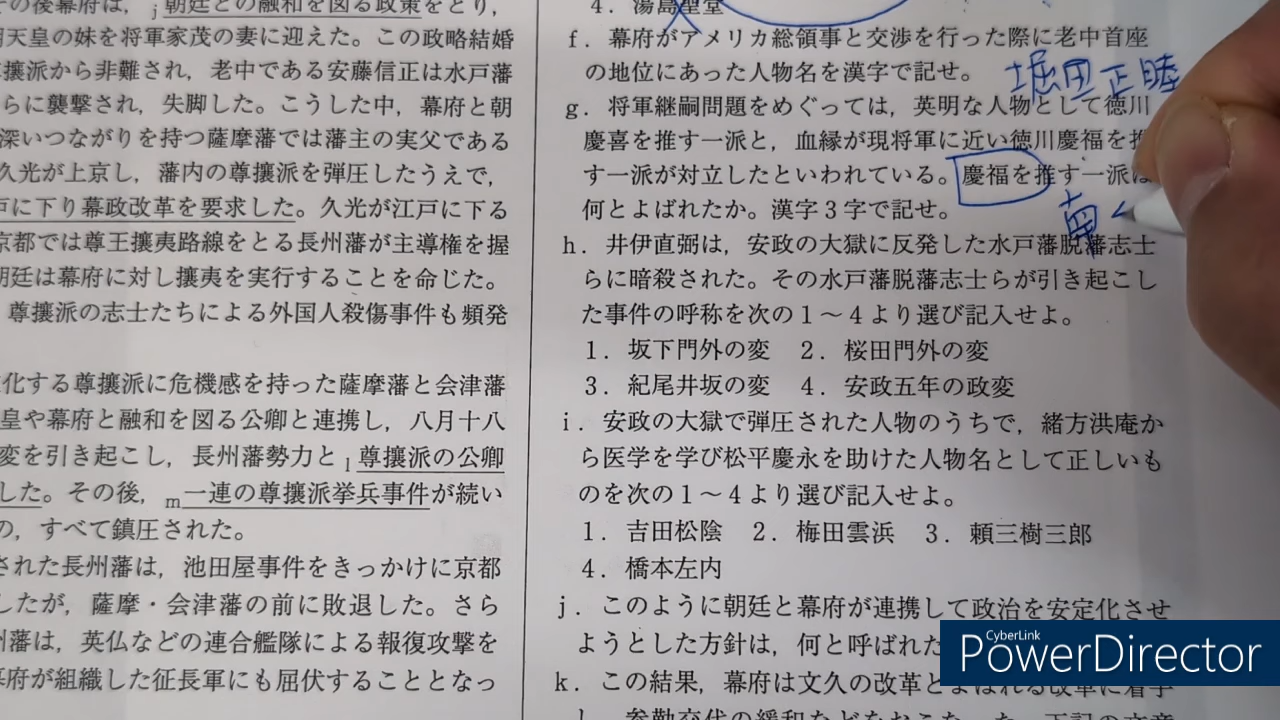 その後幕府は，j朝廷との融和を図る政策をとり，
天皇の妹を将軍家茂の妻に迎えた。この政略結婚
攘派から非難され，老中である安藤信正は水戸藩
らに襲撃され，失脚した。こうした中，幕府と朝
深いつながりを持つ薩摩藩では藩主の実父である
久光が上京し，藩内の尊攘派を弾圧したうえで，
戸に下り幕政改革を要求した。久光が江戸に下る
京都では尊王攘夷路線をとる長州藩が主導権を握
朝廷は幕府に対し攘夷を実行することを命じた。
尊攘派の志士たちによる外国人殺傷事件も頻発
化する尊攘派に危機感を持った薩摩藩と会津藩
皇や幕府と融和を図る公卿と連携し，八月十八
変を引き起こし，長州藩勢力とl尊攘派の公卿
した。その後，m一連の尊攘派挙兵事件が続い
の，すべて鎮圧された。
された長州藩は，池田屋事件をきっかけに京都
したが，薩摩・会津藩の前に敗退した。さら
州藩は，英仏などの連合艦隊による報復攻撃を
幕府が組織した征長軍にも屈伏することとなっ
4．湯島聖堂
f．幕府がアメリカ総領事と交渉を行った際に老中首座
の地位にあった人物名を漢字で記せ。 堀田正睦
g．将軍継嗣問題をめぐっては，英明な人物として徳川
慶喜を推す一派と，血縁が現将軍に近い徳川慶福を推
す一派が対立したといわれている。慶福を推す一派は
何とよばれたか。漢字3字で記せ。 南
h．井伊直弼は，安政の大獄に反発した水戸藩脱藩志士
らに暗殺された。その水戸藩脱藩志士らが引き起こし
た事件の呼称を次の1～4より選び記入せよ。
1．坂下門外の変 2．桜田門外の変
3．紀尾井坂の変 4．安政五年の政変
i．安政の大獄で弾圧された人物のうちで，緒方洪庵か
ら医学を学び松平慶永を助けた人物名として正しいも
のを次の1～4より選び記入せよ。
1．吉田松陰 2．梅田雲浜 3．頼三樹三郎
4．橋本左内
j．このように朝廷と幕府が連携して政治を安定化させ
ようとした方針は，何と呼ばれた
k．この結果，幕府は文久の改革とよばれる改革に着手
CyberLink
PowerDirector